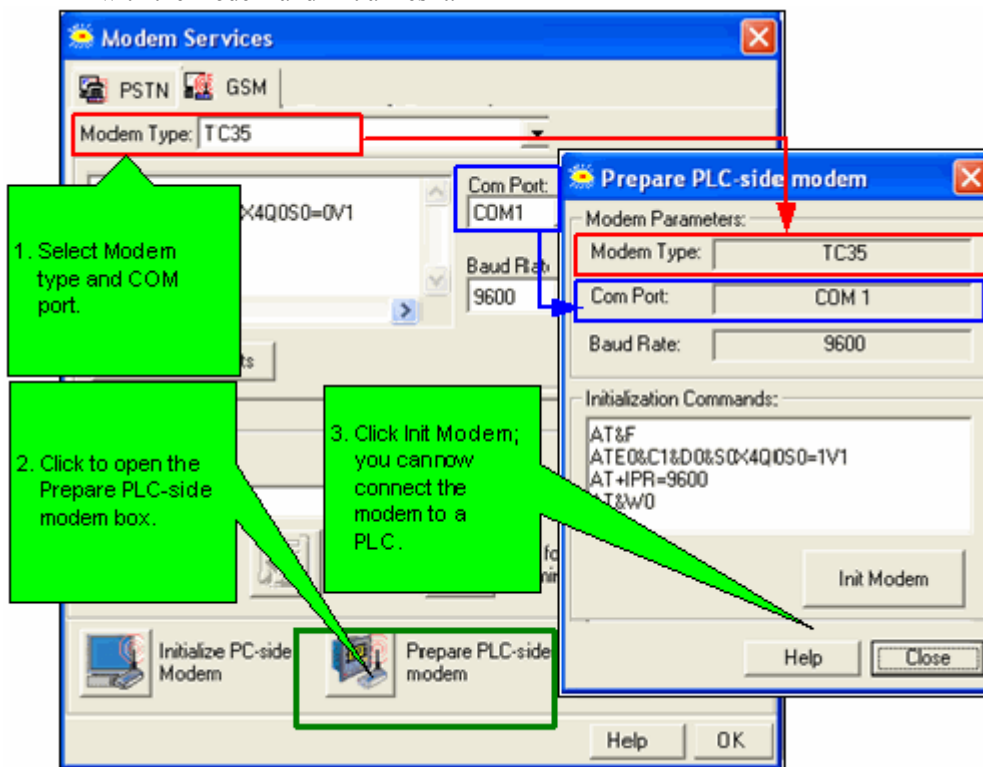 Modem Services
PSTN GSM
Modem Type: TC35
X4Q0S0=0V1
Com Port:
COM1
Baud Rate
9600
1. Select Modem
type and COM
port.
ts
2. Click to open the
Prepare PLC-side
modem box.
3. Click Init Modem;
you can now
connect the
modem to a
PLC.
Initialize PC-side
Modem
Prepare PLC-side
modem
Help OK
Prepare PLC-side modem
Modem Parameters:
Modem Type: TC35
Com Port: COM 1
Baud Rate: 9600
Initialization Commands:
AT&F
ATE0&C1&D0&S0X4Q0S0=1V1
AT+IPR=9600
AT&W0
Init Modem
Help Close